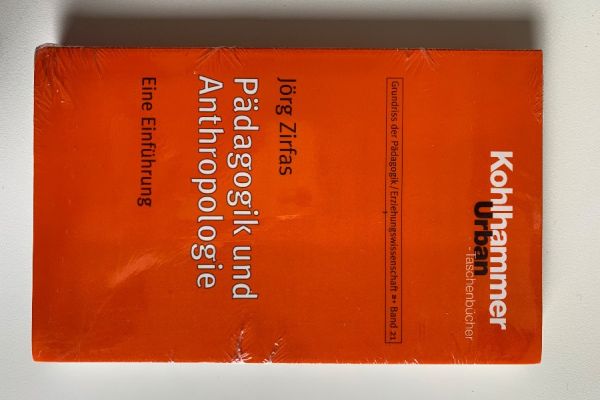 Kohlhammer
Urban
-Taschenbücher
Grundriss der Pädagogik/Erziehungswissenschaft • Band 21
Jörg Zirfas
Pädagogik und
Anthropologie
Eine Einführung